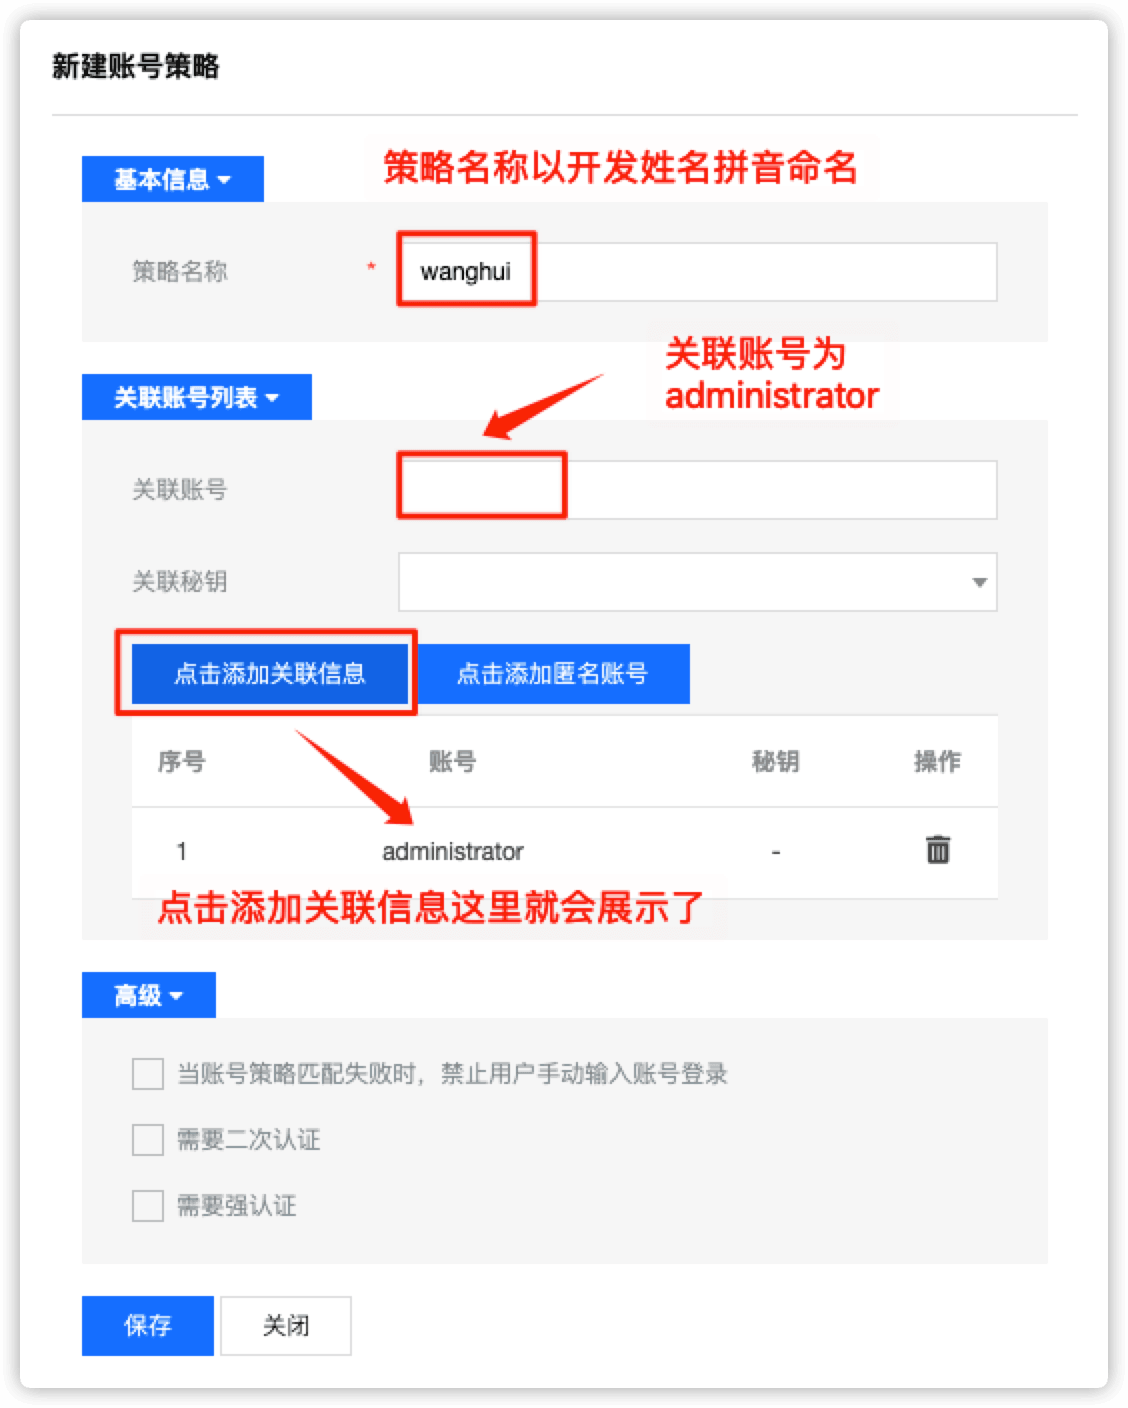 新建账号策略
基本信息
策略名称以开发姓名拼音命名
策略名称 * wanghui
关联账号为
administrator
关联账号列表
关联账号
关联秘钥
点击添加关联信息 点击添加匿名账号
序号 账号 秘钥 操作
1 administrator -
点击添加关联信息这里就会展示了
高级
当账号策略匹配失败时，禁止用户手动输入账号登录
需要二次认证
需要强认证
保存 关闭